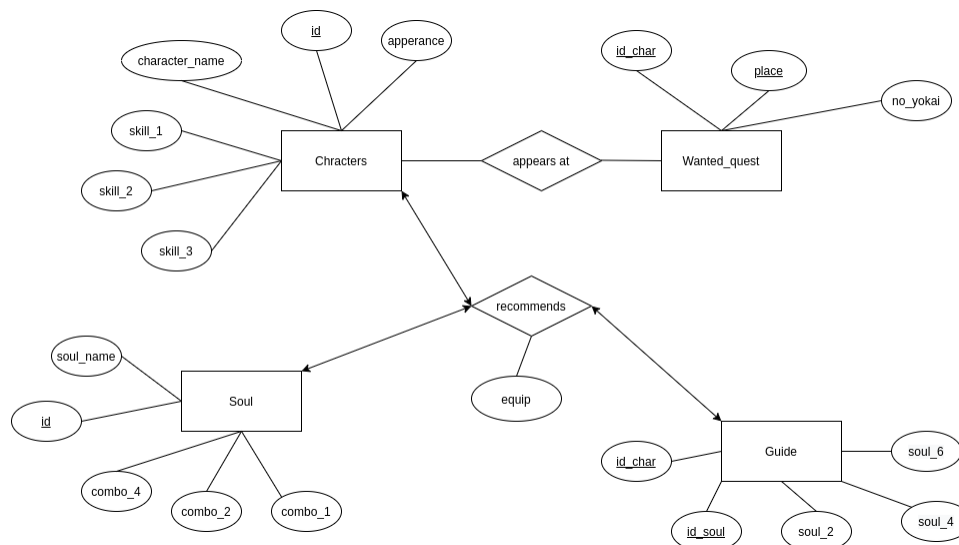 id
apperance
character_name
id_char
place
no_yokai
skill_1
Chracters
appears at
Wanted_quest
skill_2
skill_3
recommends
soul_name
equip
Soul
id
id_char
Guide
soul_6
combo_4
combo_2
combo_1
id_soul
soul_2
soul_4